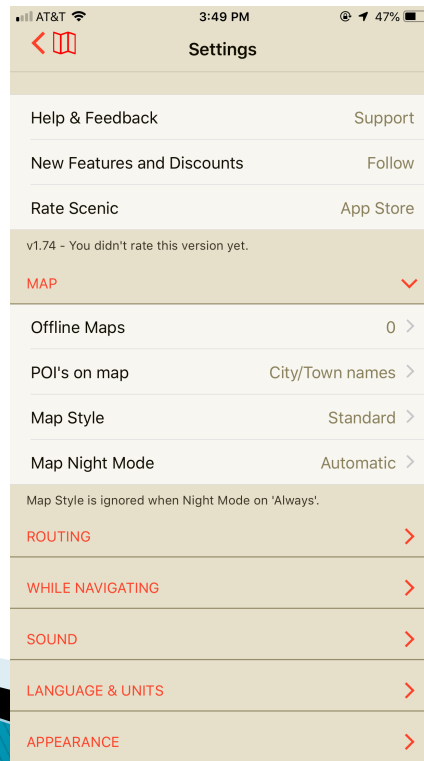 AT&T 3:49 PM 47%
Settings
Help & Feedback Support
New Features and Discounts Follow
Rate Scenic App Store
v1.74 - You didn't rate this version yet.
MAP
Offline Maps 0
POI's on map City/Town names
Map Style Standard
Map Night Mode Automatic
Map Style is ignored when Night Mode on 'Always'.
ROUTING
WHILE NAVIGATING
SOUND
LANGUAGE & UNITS
APPEARANCE